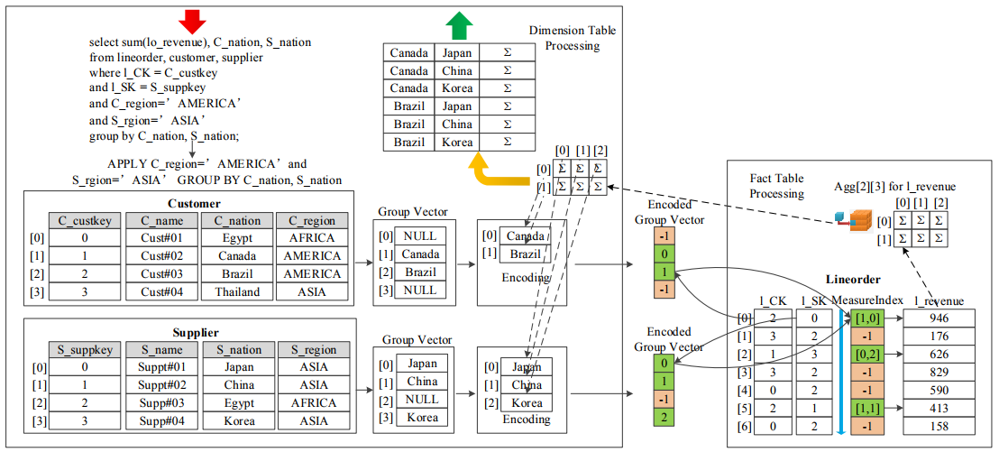 select sum(lo_revenue), C_nation, S_nation
from lineorder, customer, supplier
where l_CK = C_custkey
and l_SK = S_suppkey
and C_region=’ AMERICA’
and S_rgion=’ ASIA’
group by C_nation, S_nation;
APPLY C_region=’ AMERICA’ and
S_rgion=’ ASIA’ GROUP BY C_nation, S_nation
Dimension Table
Processing
Canada Japan Σ
Canada China Σ
Canada Korea Σ
Brazil Japan Σ
Brazil China Σ
Brazil Korea Σ
[0] [1] [2]
[0] Σ Σ Σ
[1] Σ Σ Σ
Customer
C_custkey C_name C_nation C_region
[0] 0 Cust#01 Egypt AFRICA
[1] 1 Cust#02 Canada AMERICA
[2] 2 Cust#03 Brazil AMERICA
[3] 3 Cust#04 Thailand ASIA
Group Vector
[0] NULL
[1] Canada
[2] Brazil
[3] NULL
[0] Canada
[1] Brazil
Encoding
Encoded
Group Vector
-1
0
1
-1
Supplier
S_suppkey S_name S_nation S_region
[0] 0 Suppt#01 Japan ASIA
[1] 1 Suppt#02 China ASIA
[2] 2 Supp#03 Egypt AFRICA
[3] 3 Supp#04 Korea ASIA
Group Vector
[0] Japan
[1] China
[2] NULL
[3] Korea
[0] Japan
[1] China
[2] Korea
Encoding
Encoded
Group Vector
0
1
-1
2
Fact Table
Processing
Agg[2][3] for l_revenue
[0] [1] [2]
[0] Σ Σ Σ
[1] Σ Σ Σ
Lineorder
l_CK l_SK MeasureIndex l_revenue
[0] 2 0 [1,0] 946
[1] 3 2 -1 176
[2] 1 3 [0,2] 626
[3] 3 2 -1 829
[4] 0 2 -1 590
[5] 2 1 [1,1] 413
[6] 0 2 -1 158